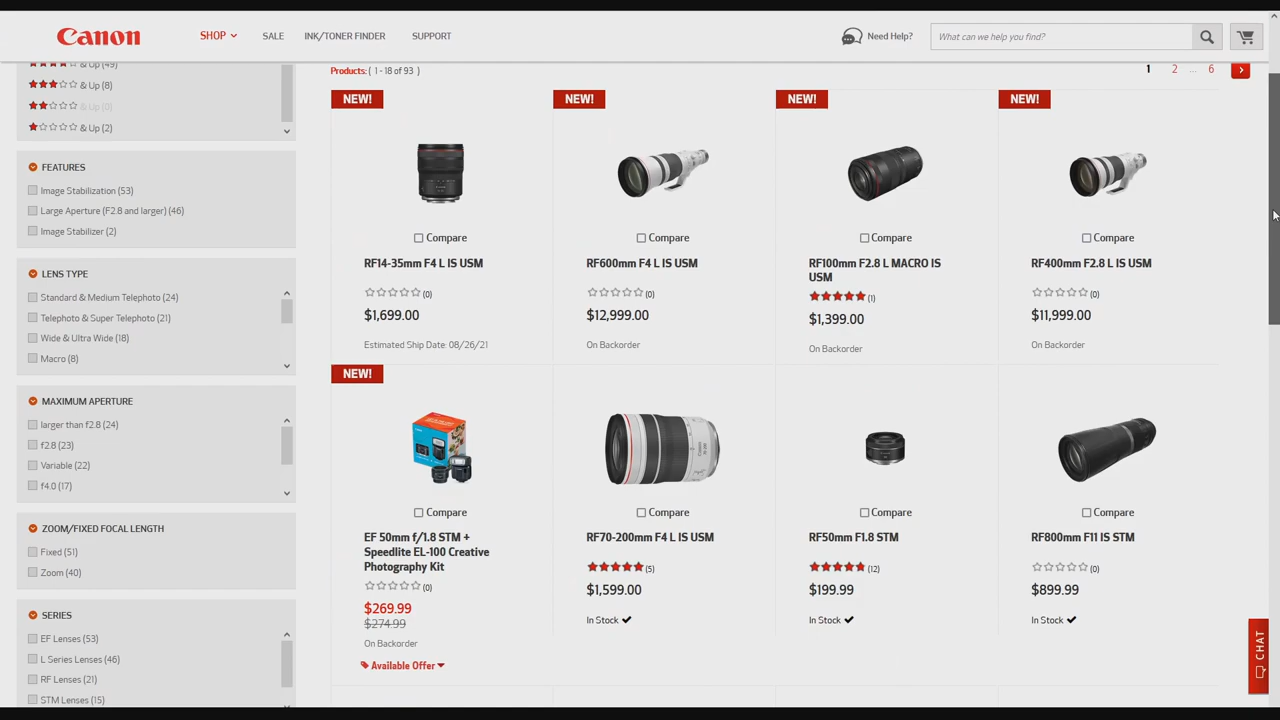 Canon
SHOP
SALE
INK/TONER FINDER
SUPPORT
Need Help?
What can we help you find?
& Up (49)
& Up (8)
& Up (0)
& Up (2)
FEATURES
Image Stabilization (53)
Large Aperture (F2.8 and larger) (46)
Image Stabilizer (2)
LENS TYPE
Standard & Medium Telephoto (24)
Telephoto & Super Telephoto (21)
Wide & Ultra Wide (18)
Macro (8)
MAXIMUM APERTURE
larger than f2.8 (24)
f2.8 (23)
Variable (22)
f4.0 (17)
ZOOM/FIXED FOCAL LENGTH
Fixed (51)
Zoom (40)
SERIES
EF Lenses (53)
L Series Lenses (46)
RF Lenses (21)
STM Lenses (15)
Products: ( 1 - 18 of 93 )
1 2 ... 6
NEW!
Compare
RF14-35mm F4 L IS USM
(0)
$1,699.00
Estimated Ship Date: 08/26/21
NEW!
Compare
RF600mm F4 L IS USM
(0)
$12,999.00
On Backorder
NEW!
Compare
RF100mm F2.8 L MACRO IS
USM
(1)
$1,399.00
On Backorder
NEW!
Compare
RF400mm F2.8 L IS USM
(0)
$11,999.00
On Backorder
NEW!
Compare
EF 50mm f/1.8 STM +
Speedlite EL-100 Creative
Photography Kit
(0)
$269.99
$274.99
On Backorder
Available Offer
Compare
RF70-200mm F4 L IS USM
(5)
$1,599.00
In Stock
Compare
RF50mm F1.8 STM
(12)
$199.99
In Stock
Compare
RF800mm F11 IS STM
(0)
$899.99
In Stock
CHAT